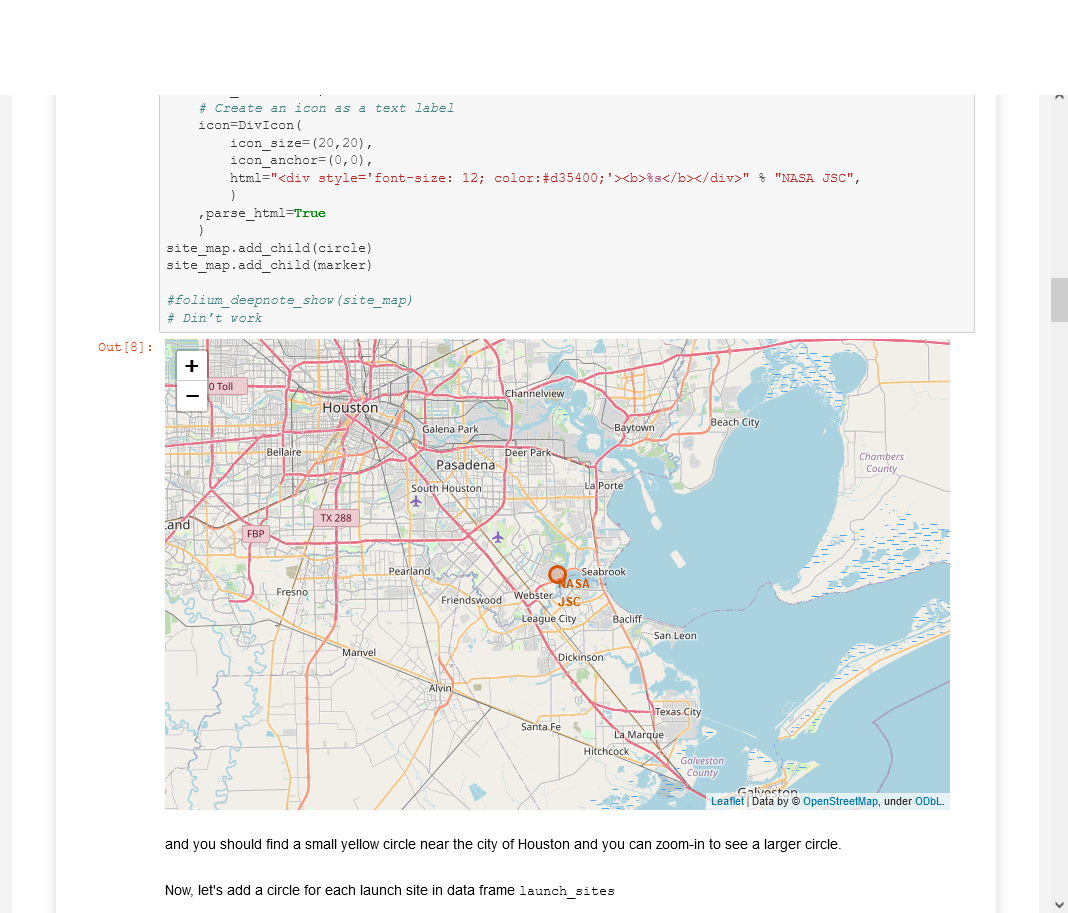 # Create an icon as a text label
icon=DivIcon(
icon_size=(20,20),
icon_anchor=(0,0),
html="<div style='font-size: 12; color:#d35400;'><b>%s</b></div>" % "NASA JSC",
)
,parse_html=True
)
site_map.add_child(circle)
site_map.add_child(marker)
#folium_deepnote_show(site_map)
# Din't work
Out[8]:
+
−
0 Toll
Houston
Channelview
Galena Park
Baytown
Beach City
Bellaire
Deer Park
Pasadena
Chambers
County
South Houston
La Porte
TX 288
and
FBP
Pearland
Seabrook
NASA
JSC
Fresno
Friendswood
Webster
League City
Bacliff
San Leon
Manvel
Dickinson
Alvin
Texas City
Santa Fe
La Marque
Hitchcock
Galveston
County
Galveston
Leaflet | Data by © OpenStreetMap, under ODbL.
and you should find a small yellow circle near the city of Houston and you can zoom-in to see a larger circle.
Now, let's add a circle for each launch site in data frame launch_sites